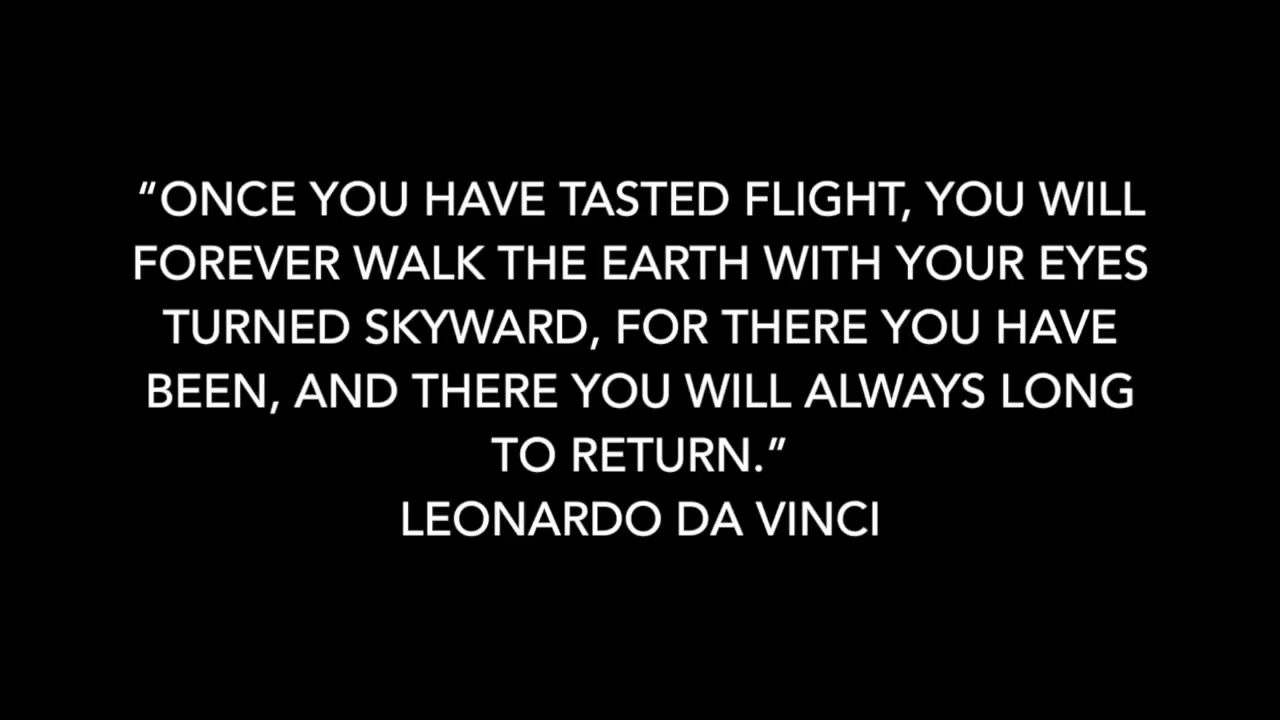 “ONCE YOU HAVE TASTED FLIGHT, YOU WILL
FOREVER WALK THE EARTH WITH YOUR EYES
TURNED SKYWARD, FOR THERE YOU HAVE
BEEN, AND THERE YOU WILL ALWAYS LONG
TO RETURN.”
LEONARDO DA VINCI